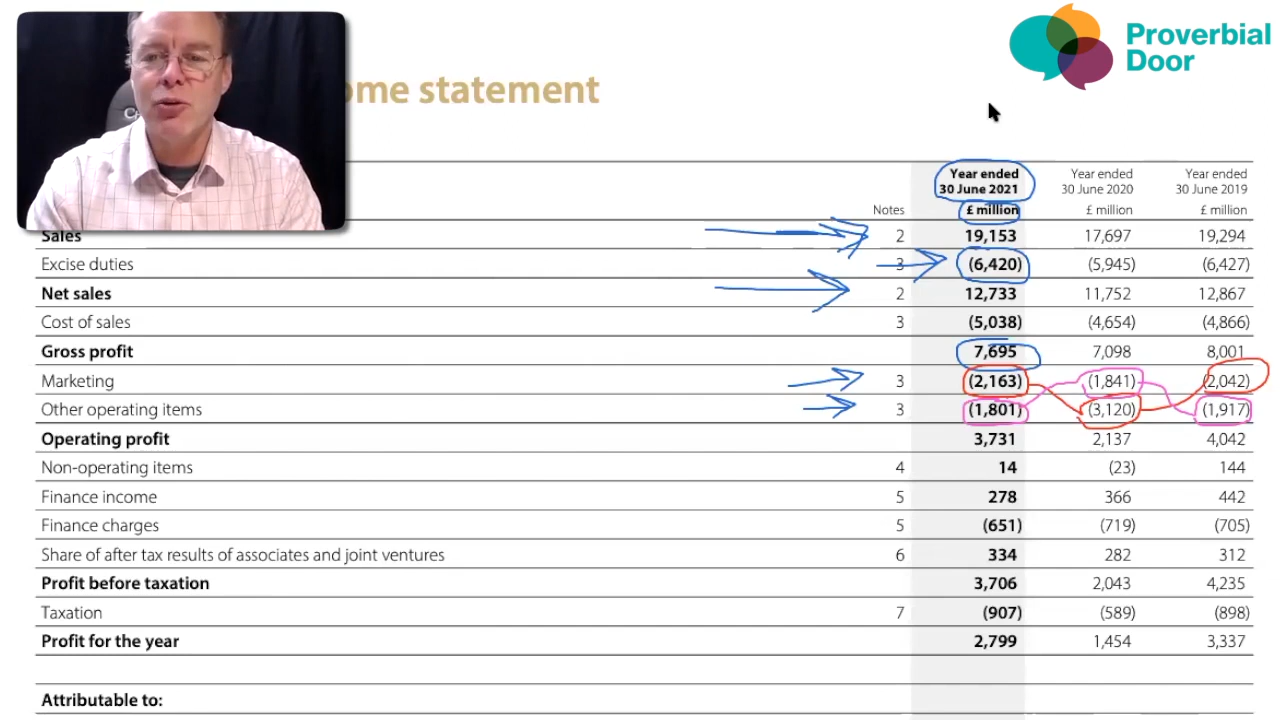 Proverbial
Door
ome statement
Year ended 30 June 2021 Year ended 30 June 2020 Year ended 30 June 2019
Notes £ million £ million £ million
Sales 2 19,153 17,697 19,294
Excise duties 3 (6,420) (5,945) (6,427)
Net sales 2 12,733 11,752 12,867
Cost of sales 3 (5,038) (4,654) (4,866)
Gross profit 7,695 7,098 8,001
Marketing 3 (2,163) (1,841) (2,042)
Other operating items 3 (1,801) (3,120) (1,917)
Operating profit 3,731 2,137 4,042
Non-operating items 4 14 (23) 144
Finance income 5 278 366 442
Finance charges 5 (651) (719) (705)
Share of after tax results of associates and joint ventures 6 334 282 312
Profit before taxation 3,706 2,043 4,235
Taxation 7 (907) (589) (898)
Profit for the year 2,799 1,454 3,337
Attributable to: